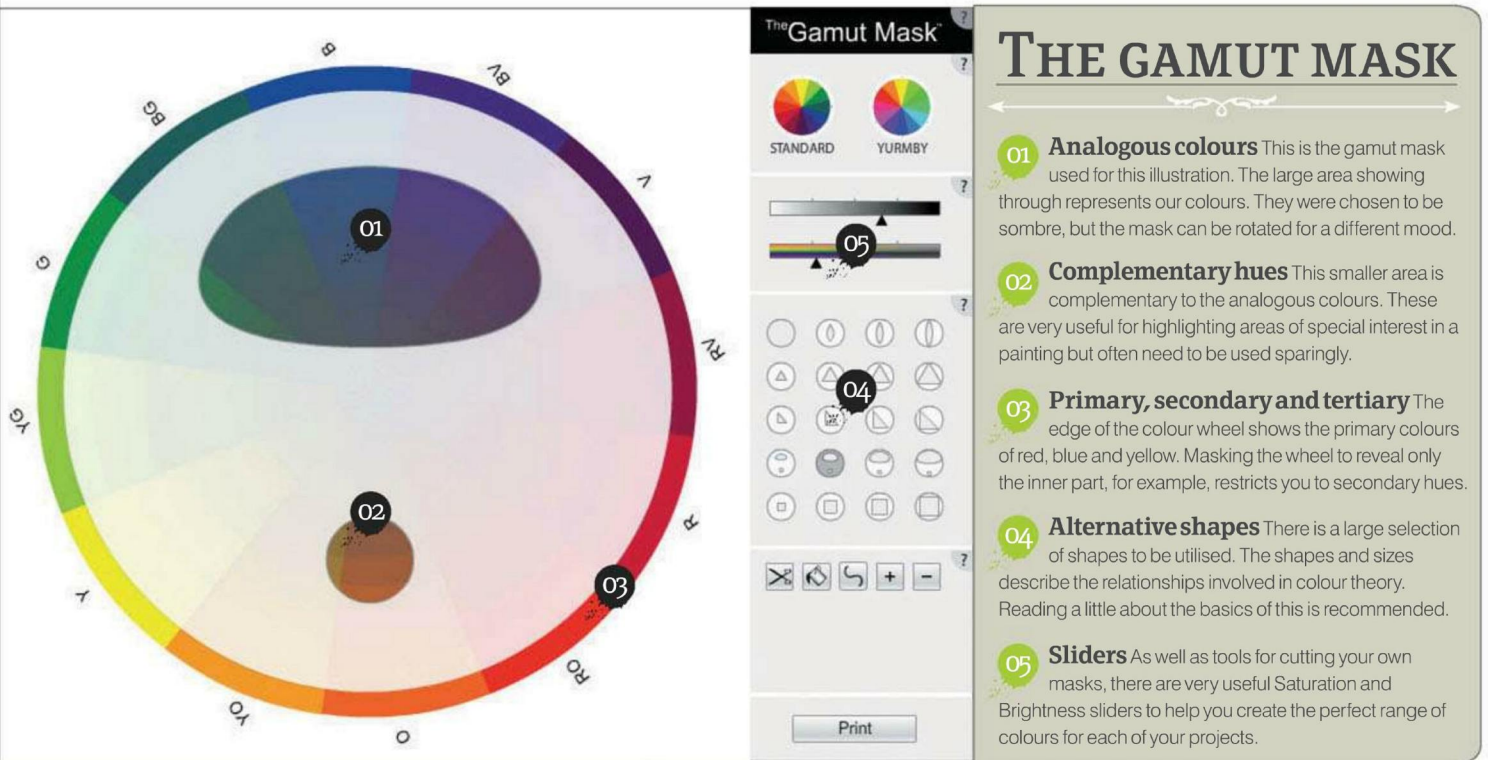 B
BV
V
RV
R
RO
O
YO
Y
YG
G
BG
01
02
03
The Gamut Mask™
?
?
STANDARD
YURMBY
?
05
?
04
?
+
-
Print
THE GAMUT MASK
01 Analogous colours This is the gamut mask
used for this illustration. The large area showing
through represents our colours. They were chosen to be
sombre, but the mask can be rotated for a different mood.
02 Complementary hues This smaller area is
complementary to the analogous colours. These
are very useful for highlighting areas of special interest in a
painting but often need to be used sparingly.
03 Primary, secondary and tertiary The
edge of the colour wheel shows the primary colours
of red, blue and yellow. Masking the wheel to reveal only
the inner part, for example, restricts you to secondary hues.
04 Alternative shapes There is a large selection
of shapes to be utilised. The shapes and sizes
describe the relationships involved in colour theory.
Reading a little about the basics of this is recommended.
05 Sliders As well as tools for cutting your own
masks, there are very useful Saturation and
Brightness sliders to help you create the perfect range of
colours for each of your projects.